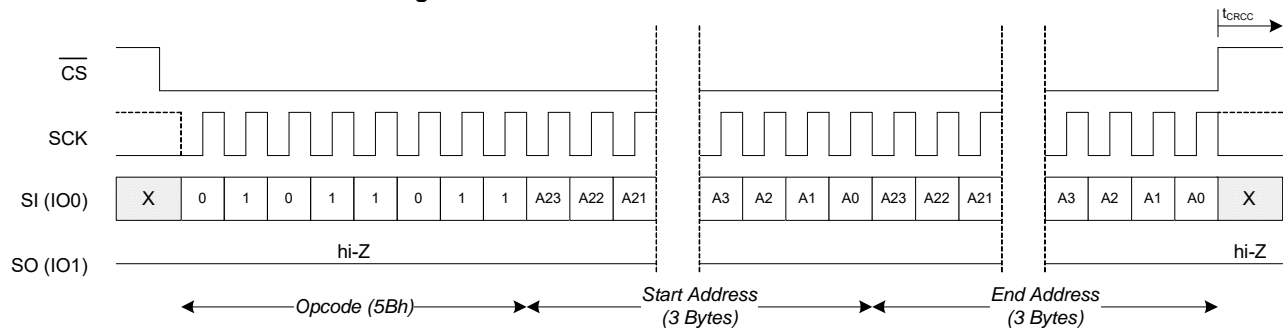 tCRCC
CS
SCK
SI (IO0) X 0 1 0 1 1 0 1 1 A23 A22 A21 A3 A2 A1 A0 A23 A22 A21 A3 A2 A1 A0 X
hi-Z hi-Z
SO (IO1)
Opcode (5Bh) Start Address End Address
(3 Bytes) (3 Bytes)